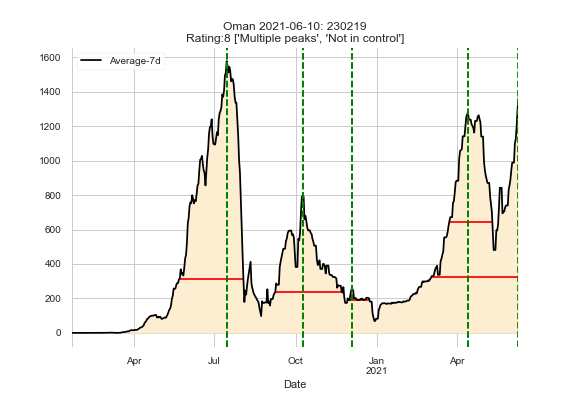 Oman 2021-06-10: 230219
Rating:8 ['Multiple peaks', 'Not in control']
Average-7d
1600
1400
1200
1000
800
600
400
200
0
Apr
Jul
Oct
Jan
2021
Apr
Date